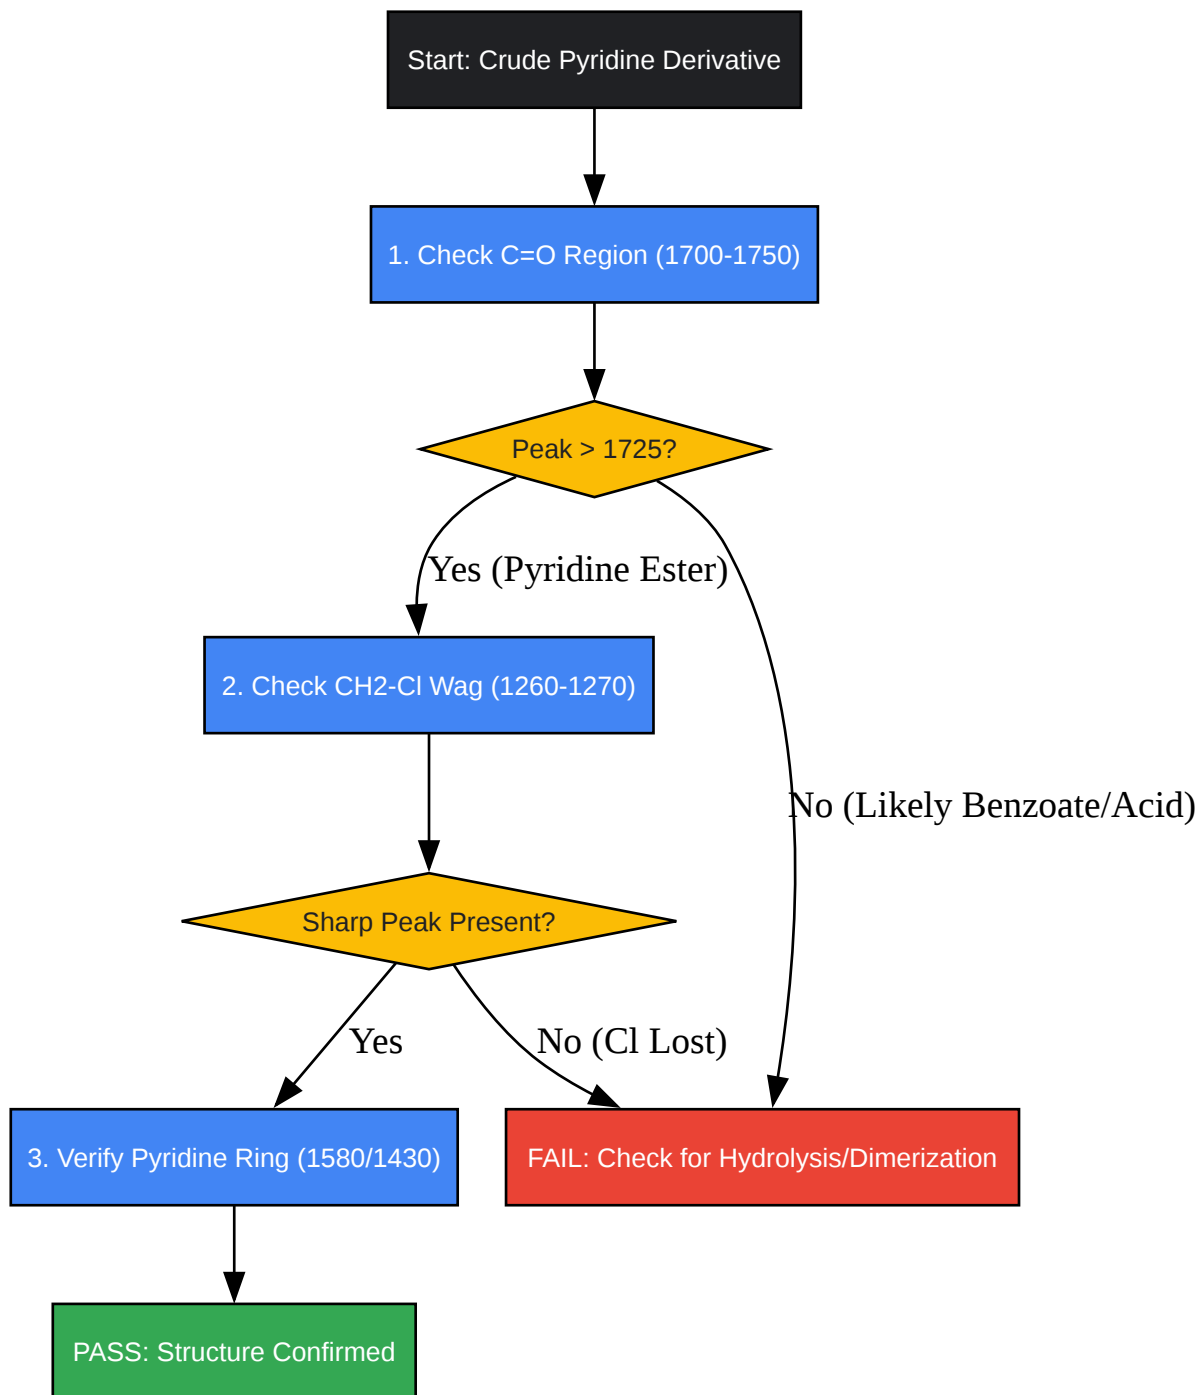 Start: Crude Pyridine Derivative
1. Check C=O Region (1700-1750)
Peak > 1725?
Yes (Pyridine Ester)
2. Check CH2-Cl Wag (1260-1270)
No (Likely Benzoate/Acid)
Sharp Peak Present?
Yes
No (Cl Lost)
3. Verify Pyridine Ring (1580/1430)
FAIL: Check for Hydrolysis/Dimerization
PASS: Structure Confirmed